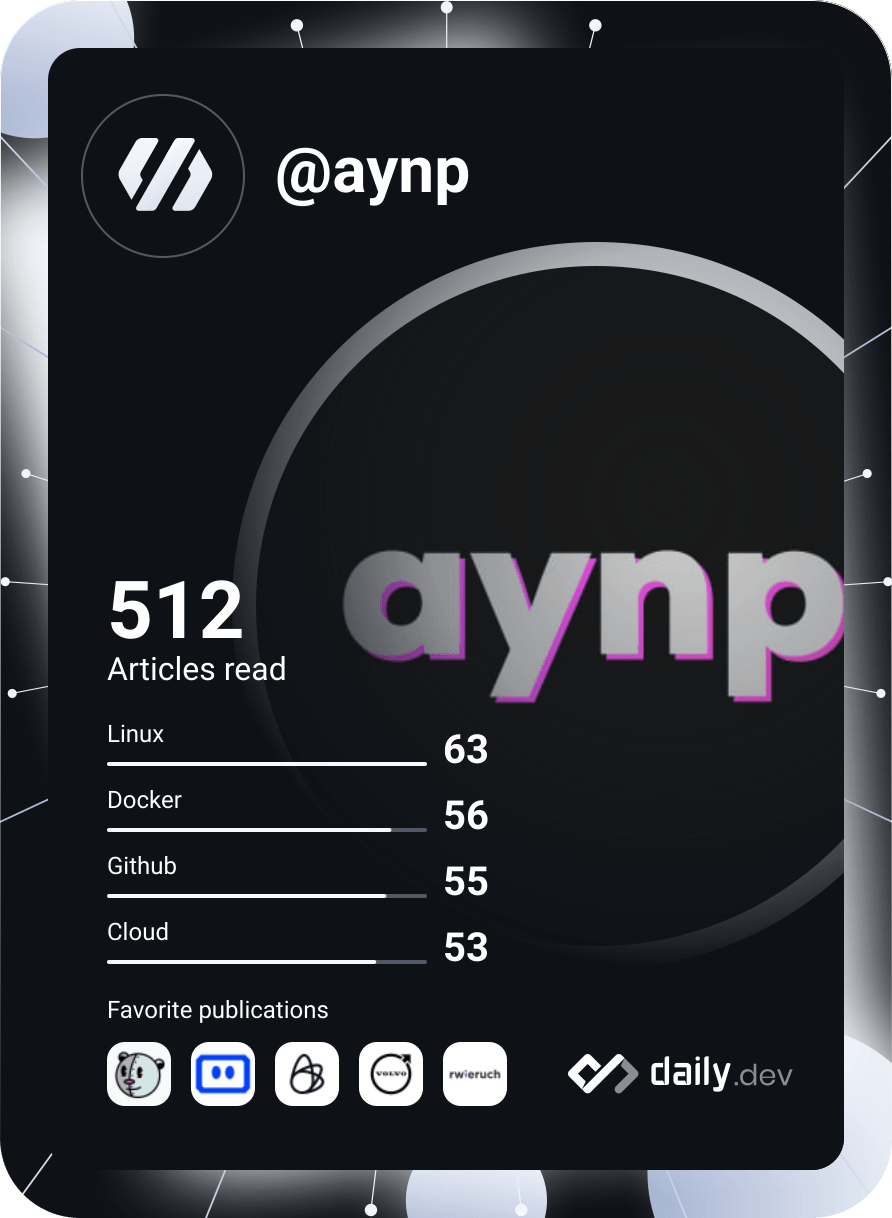 @aynp
aynp
512
Articles read
Linux
63
Docker
56
Github
55
Cloud
53
Favorite publications
VOLVO
rwieruch
daily.dev